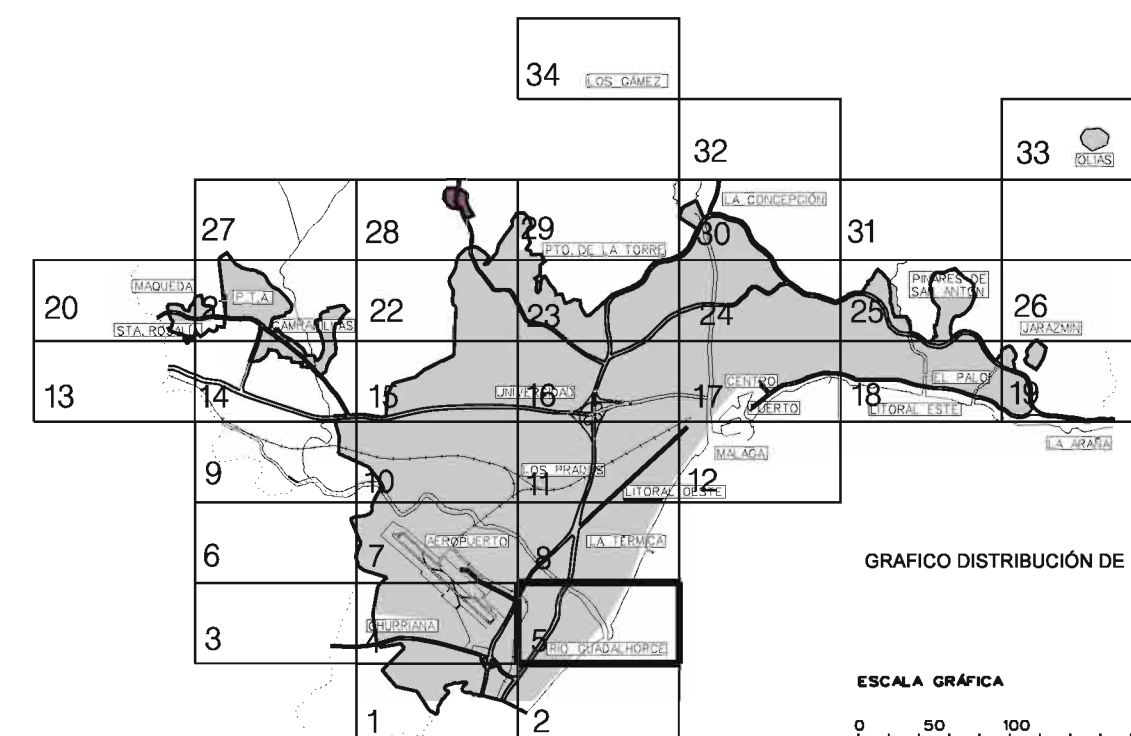 34 LOS GÁMEZ
32
33
OLIAS
LA CONCEPCIÓN
27 28 29 30 31
PTO. DE LA TORRE
MAQUEDA
P.T.A
PINARES DE
SAN ANTON
20 22 23 24 25 26
STA. ROSALIA
CAMPANILLAS
JARAZMIN
CENTRO
EL PALO
UNIVERSIDAD
13 14 15 16 17 18 19
PUERTO
LITORAL ESTE
LA ARAÑA
MALAGA
LOS PRADOS
9 10 11 12
LITORAL OESTE
AEROPUERTO
LA TERMICA
6 7 8
GRAFICO DISTRIBUCIÓN DE
CHURRIANA
3 5
RIO GUADALHORCE
ESCALA GRÁFICA
0 50 100
1 2